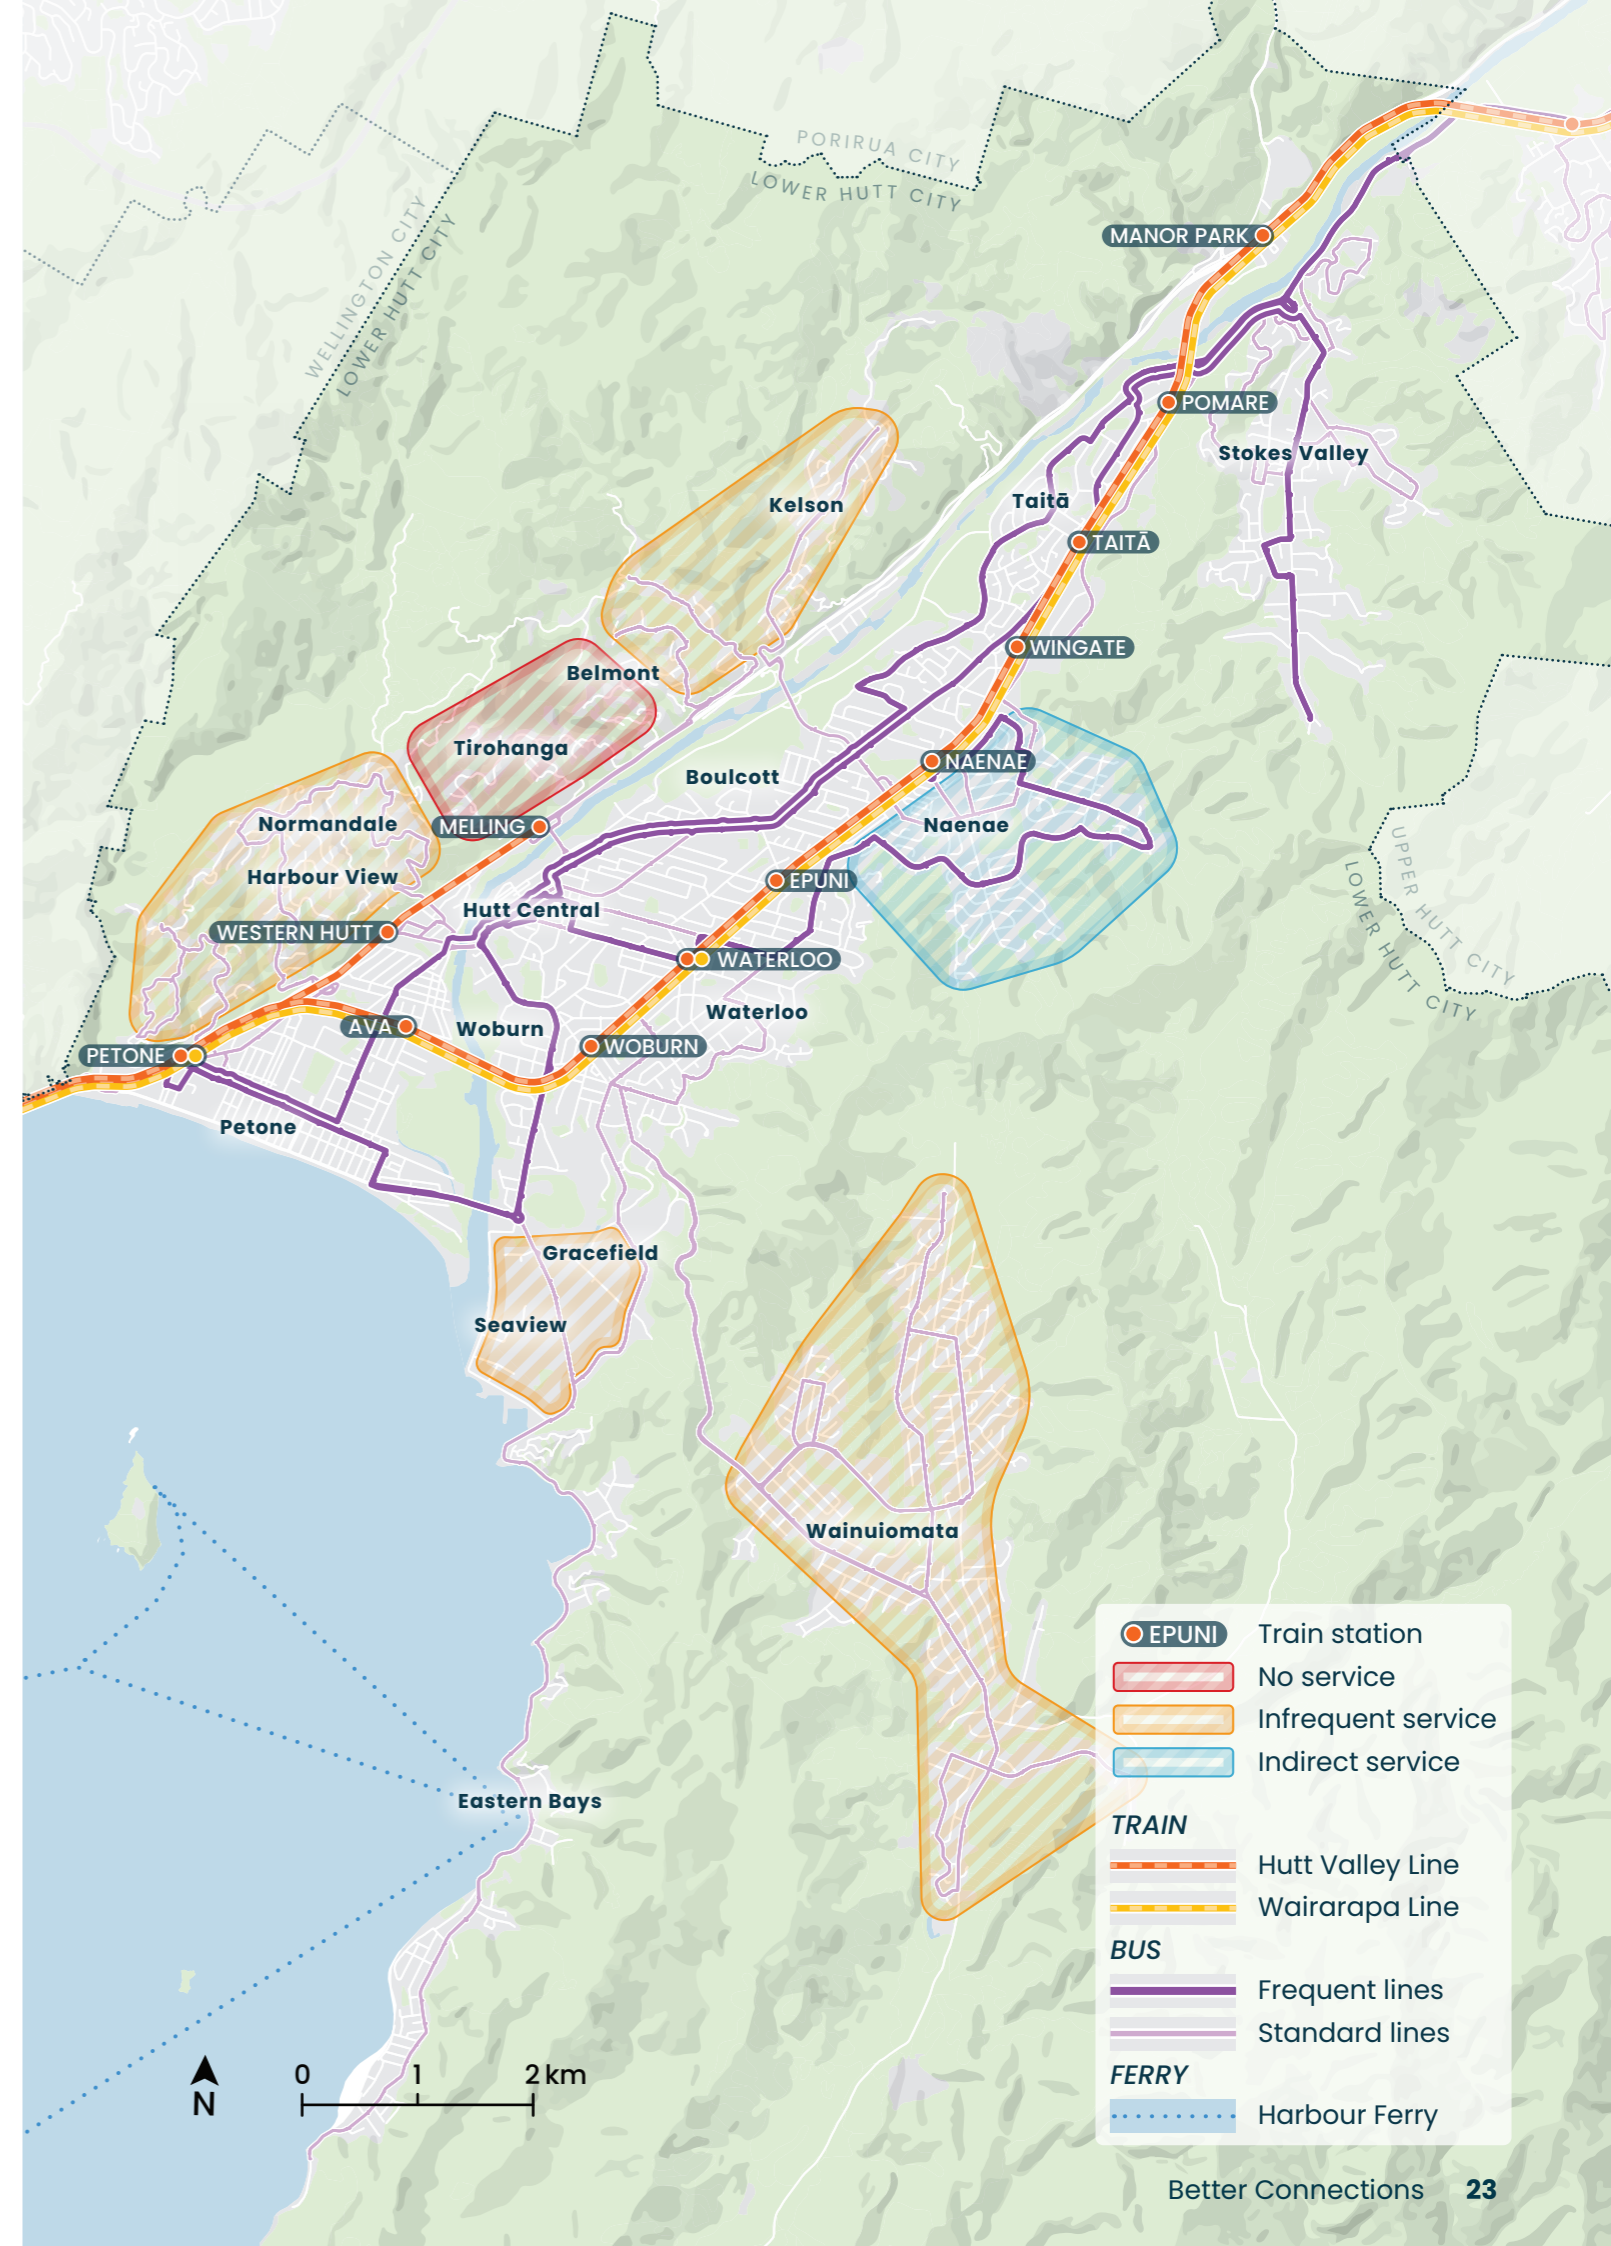 PORIRUA CITY
LOWER HUTT CITY
WELLINGTON CITY
LOWER HUTT CITY
MANOR PARK
POMARE
Stokes Valley
Kelson
Taitā
TAITĀ
WINGATE
Belmont
Tirohanga
Boulcott
NAENAE
Normandale
MELLING
Naenae
Harbour View
EPUNI
UPPER HUTT CITY
LOWER HUTT CITY
Hutt Central
WESTERN HUTT
WATERLOO
Waterloo
AVA
Woburn
WOBURN
PETONE
Petone
Gracefield
Seaview
Wainuiomata
Eastern Bays
EPUNI Train station
No service
Infrequent service
Indirect service
TRAIN
Hutt Valley Line
Wairarapa Line
BUS
Frequent lines
Standard lines
FERRY
Harbour Ferry
N
0 1 2 km
Better Connections 23